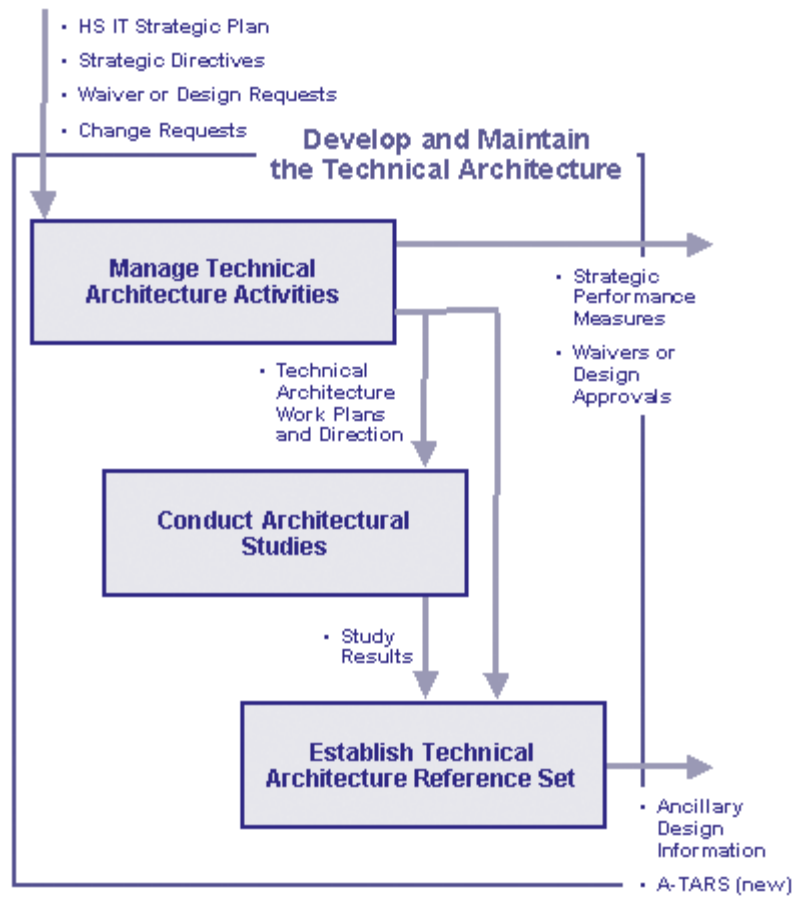 • HS IT Strategic Plan
• Strategic Directives
• Waiver or Design Requests
• Change Requests
Develop and Maintain
the Technical Architecture
Manage Technical
Architecture Activities
• Strategic
Performance
Measures
• Waivers or
Design
Approvals
• Technical
Architecture
Work Plans
and Direction
Conduct Architectural
Studies
• Study
Results
Establish Technical
Architecture Reference Set
• Ancillary
Design
Information
• A-TARS (new)